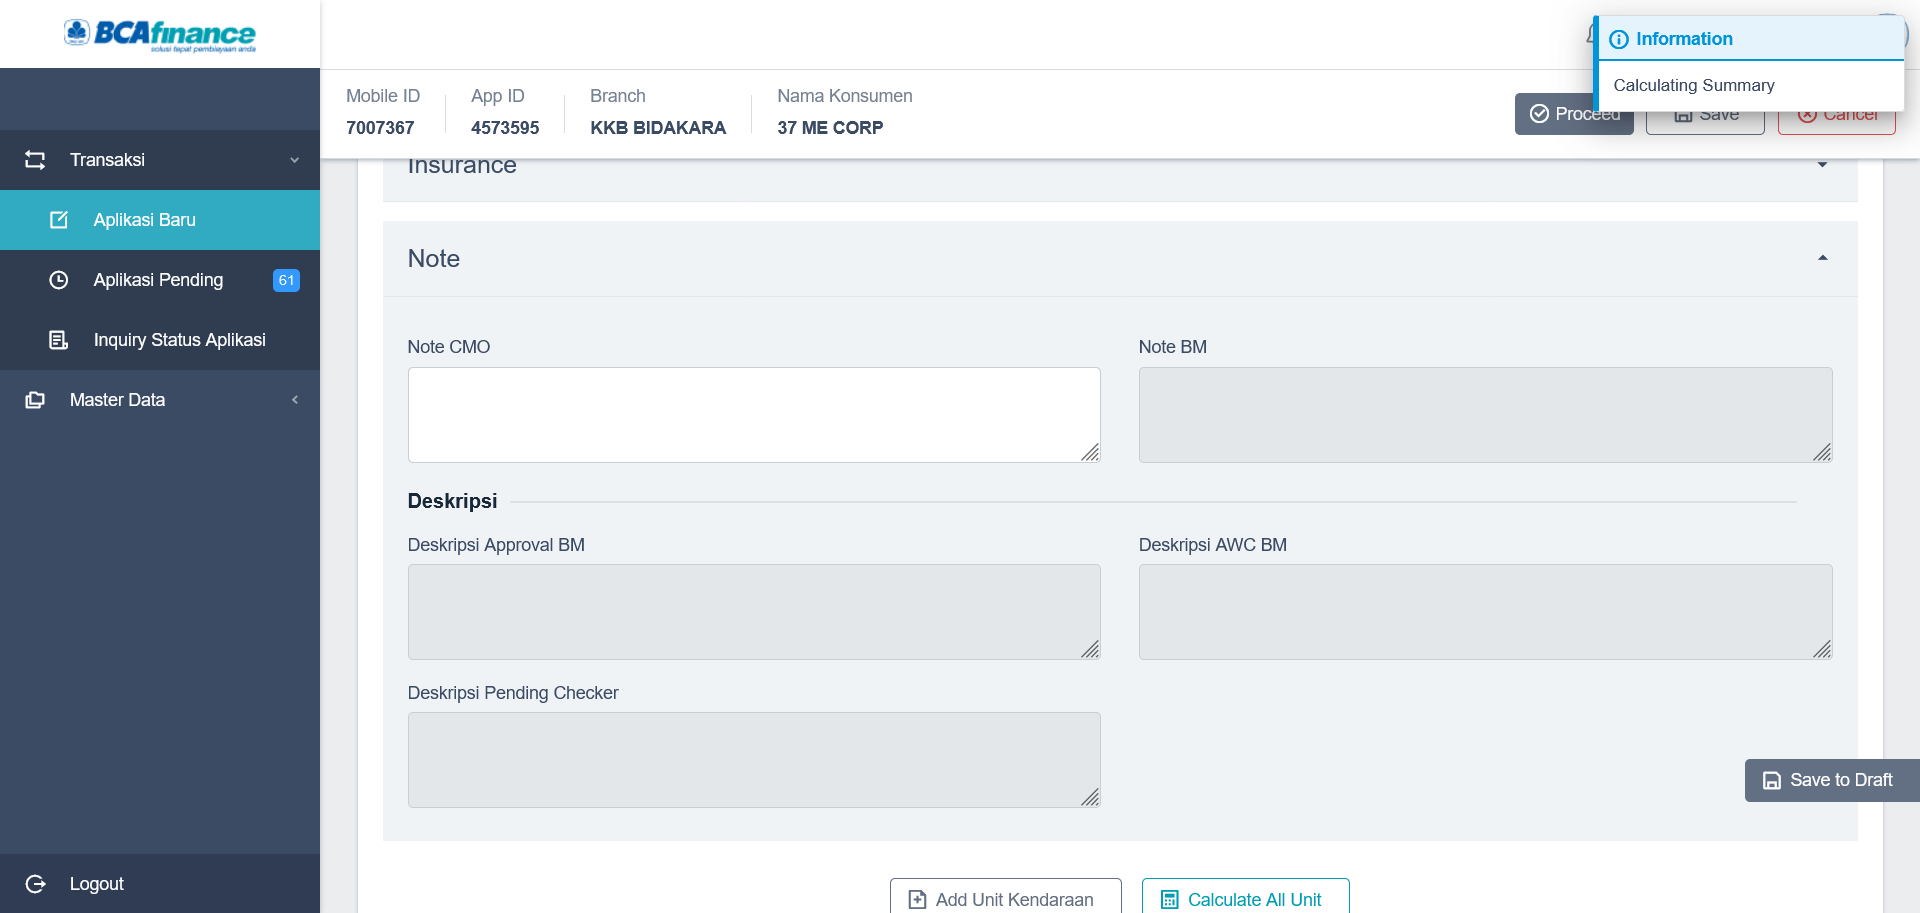 BCAfinance
solusi tepat pembiayaan anda
Information
Calculating Summary
Mobile ID
7007367
App ID
4573595
Branch
KKB BIDAKARA
Nama Konsumen
37 ME CORP
Proceed
Save
Cancel
Transaksi
Aplikasi Baru
Aplikasi Pending
61
Inquiry Status Aplikasi
Master Data
Logout
Insurance
Note
Note CMO
Note BM
Deskripsi
Deskripsi Approval BM
Deskripsi AWC BM
Deskripsi Pending Checker
Save to Draft
Add Unit Kendaraan
Calculate All Unit